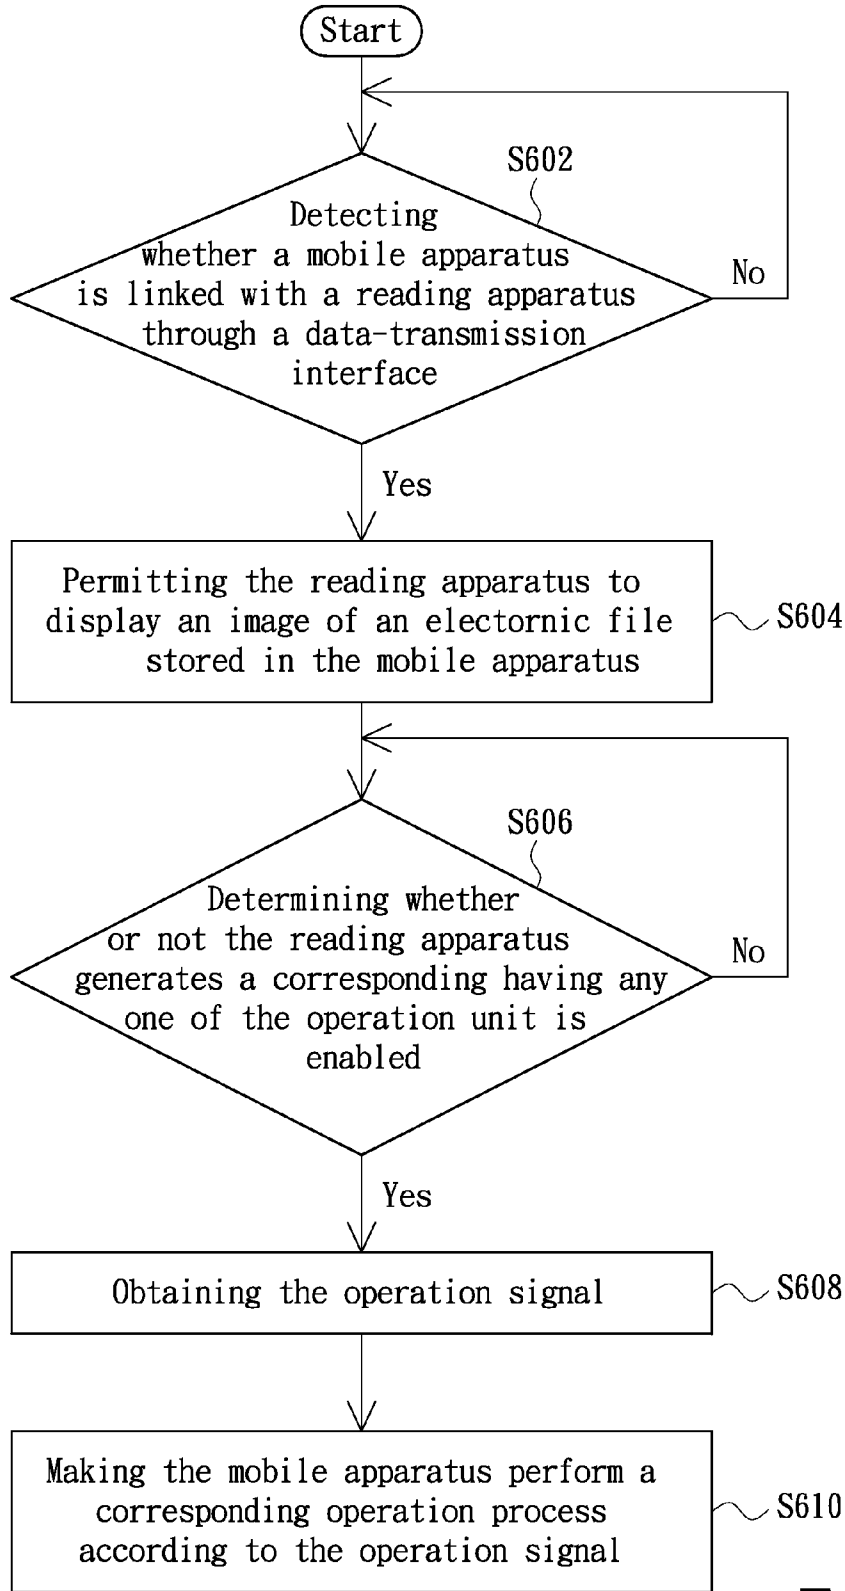 Start
S602
Detecting
whether a mobile apparatus
is linked with a reading apparatus
through a data-transmission
interface
No
Yes
Permitting the reading apparatus to
display an image of an electornic file
stored in the mobile apparatus
S604
S606
Determining whether
or not the reading apparatus
generates a corresponding having any
one of the operation unit is
enabled
No
Yes
Obtaining the operation signal
S608
Making the mobile apparatus perform a
corresponding operation process
according to the operation signal
S610